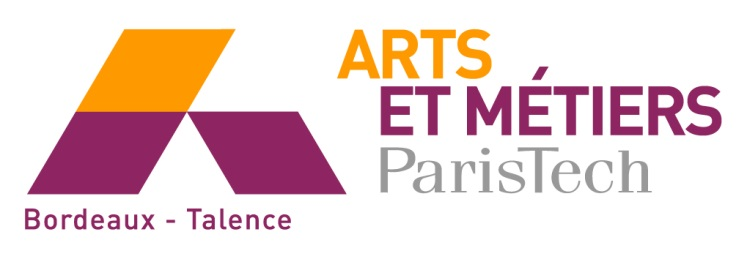 ARTS
ET MÉTIERS
ParisTech
Bordeaux - Talence